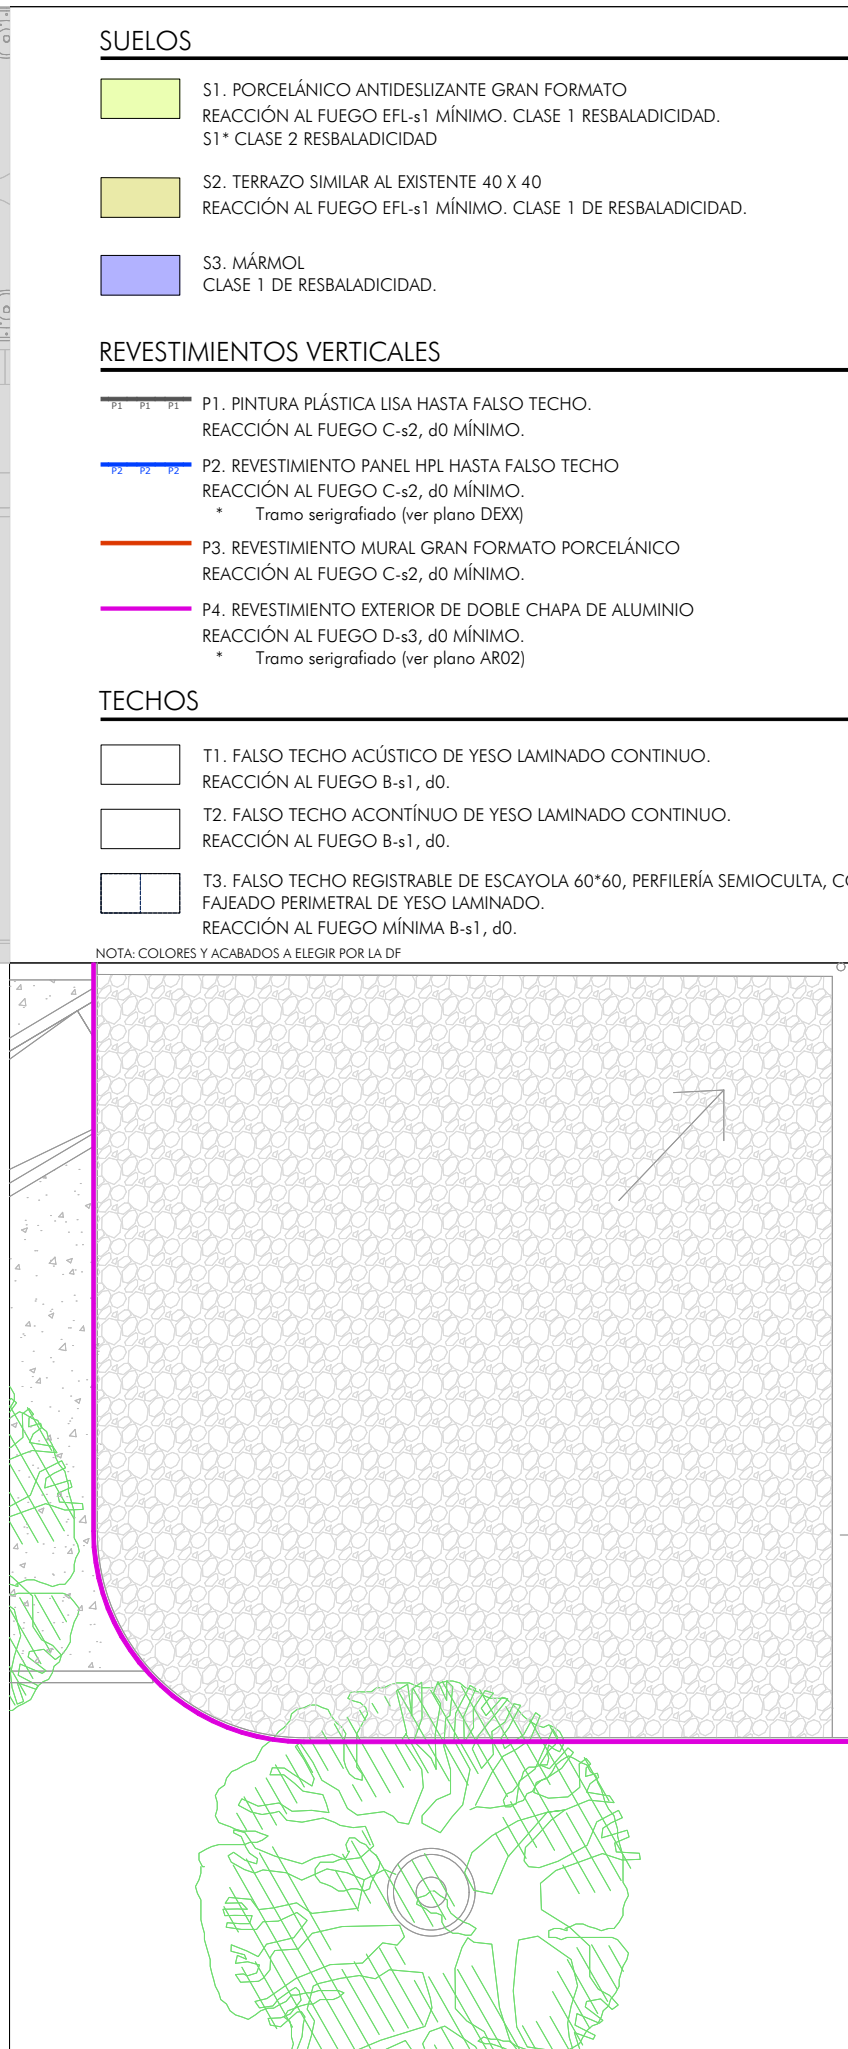 SUELOS
S1. PORCELÁNICO ANTIDESLIZANTE GRAN FORMATO
REACCIÓN AL FUEGO EFL-s1 MÍNIMO. CLASE 1 RESBALADICIDAD.
S1* CLASE 2 RESBALADICIDAD
S2. TERRAZO SIMILAR AL EXISTENTE 40 X 40
REACCIÓN AL FUEGO EFL-s1 MÍNIMO. CLASE 1 DE RESBALADICIDAD.
S3. MÁRMOL
CLASE 1 DE RESBALADICIDAD.
REVESTIMIENTOS VERTICALES
P1 P1 P1 P1. PINTURA PLÁSTICA LISA HASTA FALSO TECHO.
REACCIÓN AL FUEGO C-s2, d0 MÍNIMO.
P2 P2 P2 P2. REVESTIMIENTO PANEL HPL HASTA FALSO TECHO
REACCIÓN AL FUEGO C-s2, d0 MÍNIMO.
* Tramo serigrafiado (ver plano DEXX)
P3. REVESTIMIENTO MURAL GRAN FORMATO PORCELÁNICO
REACCIÓN AL FUEGO C-s2, d0 MÍNIMO.
P4. REVESTIMIENTO EXTERIOR DE DOBLE CHAPA DE ALUMINIO
REACCIÓN AL FUEGO D-s3, d0 MÍNIMO.
* Tramo serigrafiado (ver plano AR02)
TECHOS
T1. FALSO TECHO ACÚSTICO DE YESO LAMINADO CONTINUO.
REACCIÓN AL FUEGO B-s1, d0.
T2. FALSO TECHO ACONTÍNUO DE YESO LAMINADO CONTINUO.
REACCIÓN AL FUEGO B-s1, d0.
T3. FALSO TECHO REGISTRABLE DE ESCAYOLA 60*60, PERFILERÍA SEMIOCULTA,
FAJEADO PERIMETRAL DE YESO LAMINADO.
REACCIÓN AL FUEGO MÍNIMA B-s1, d0.
NOTA: COLORES Y ACABADOS A ELEGIR POR LA DF